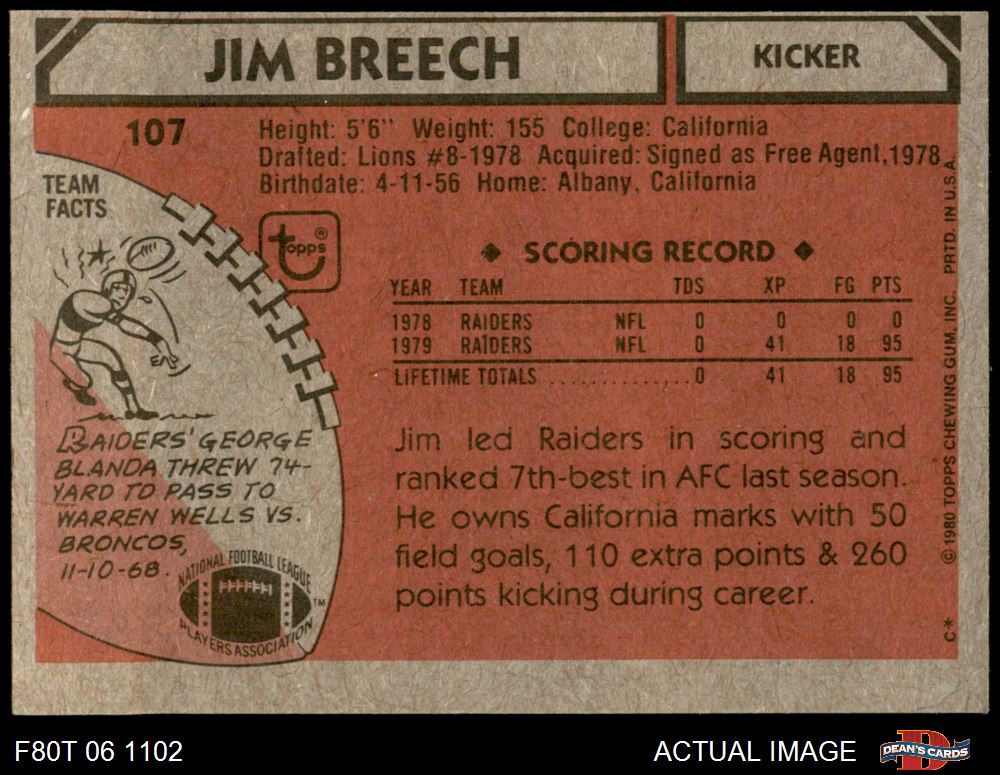 JIM BREECH
KICKER
107
Height: 5'6" Weight: 155 College: California
Drafted: Lions #8-1978 Acquired: Signed as Free Agent, 1978
Birthdate: 4-11-56 Home: Albany, California
TEAM
FACTS
topps®
◆ SCORING RECORD ◆
YEAR TEAM TDS XP FG PTS
1978 RAIDERS NFL 0 0 0 0
1979 RAIDERS NFL 0 41 18 95
LIFETIME TOTALS ............... 0 41 18 95
RAIDERS' GEORGE
BLANDA THREW 74-
YARD TD PASS TO
WARREN WELLS VS.
BRONCOS,
11-10-68.
NATIONAL FOOTBALL LEAGUE
PLAYERS ASSOCIATION
TM
Jim led Raiders in scoring and
ranked 7th-best in AFC last season.
He owns California marks with 50
field goals, 110 extra points & 260
points kicking during career.
C* © 1980 TOPPS CHEWING GUM, INC. PRTD. IN U.S.A.
F80T 06 1102
ACTUAL IMAGE
DEAN'S CARDS